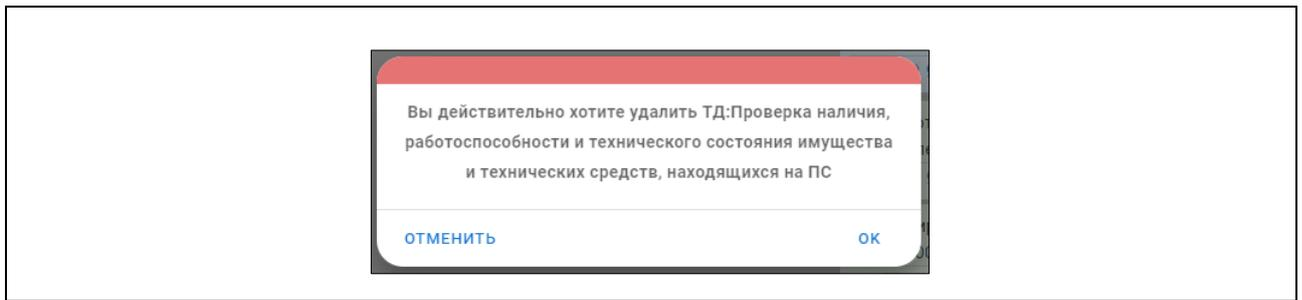 Вы действительно хотите удалить ТД:Проверка наличия,
работоспособности и технического состояния имущества
и технических средств, находящихся на ПС
ОТМЕНИТЬ
ОК